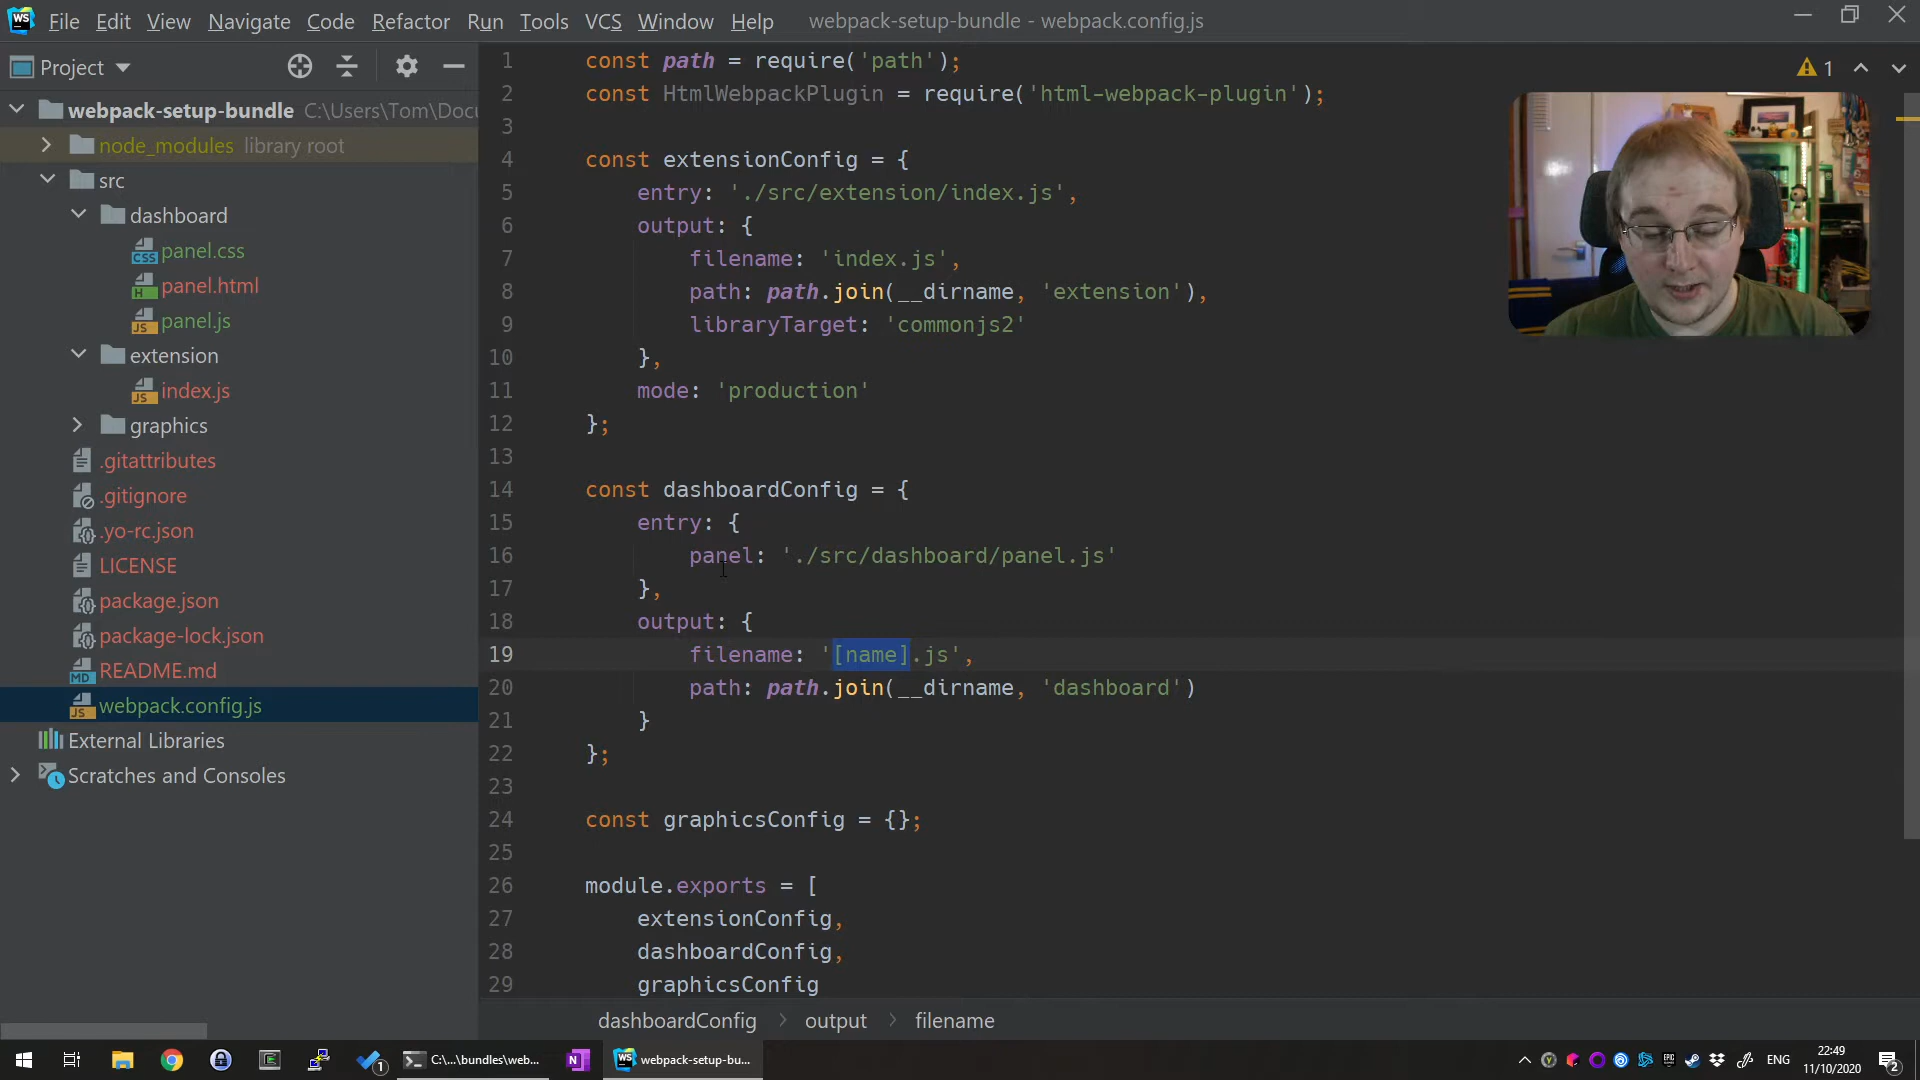 WS File Edit View Navigate Code Refactor Run Tools VCS Window Help webpack-setup-bundle - webpack.config.js
Project
webpack-setup-bundle C:\Users\Tom\Docu
node_modules library root
src
dashboard
panel.css
panel.html
panel.js
extension
index.js
graphics
.gitattributes
.gitignore
.yo-rc.json
LICENSE
package.json
package-lock.json
README.md
webpack.config.js
External Libraries
Scratches and Consoles
1 const path = require('path');
2 const HtmlWebpackPlugin = require('html-webpack-plugin');
3
4 const extensionConfig = {
5 entry: './src/extension/index.js',
6 output: {
7 filename: 'index.js',
8 path: path.join(__dirname, 'extension'),
9 libraryTarget: 'commonjs2'
10 },
11 mode: 'production'
12 };
13
14 const dashboardConfig = {
15 entry: {
16 panel: './src/dashboard/panel.js'
17 },
18 output: {
19 filename: '[name].js',
20 path: path.join(__dirname, 'dashboard')
21 }
22 };
23
24 const graphicsConfig = {};
25
26 module.exports = [
27 extensionConfig,
28 dashboardConfig,
29 graphicsConfig
1
dashboardConfig > output > filename
1 C:\...\bundles\web... N WS webpack-setup-bu... EPIC ENG 22:49
11/10/2020 2